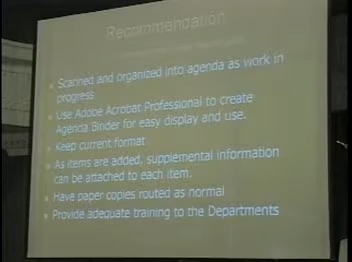 Recommendation
Scanned and organized into agenda as work in
progress
Use Adobe Acrobat Professional to create
Agenda Binder for easy display and use.
Keep current format
As items are added, supplemental information
can be attached to each item.
Have paper copies routed as normal
Provide adequate training to the Departments